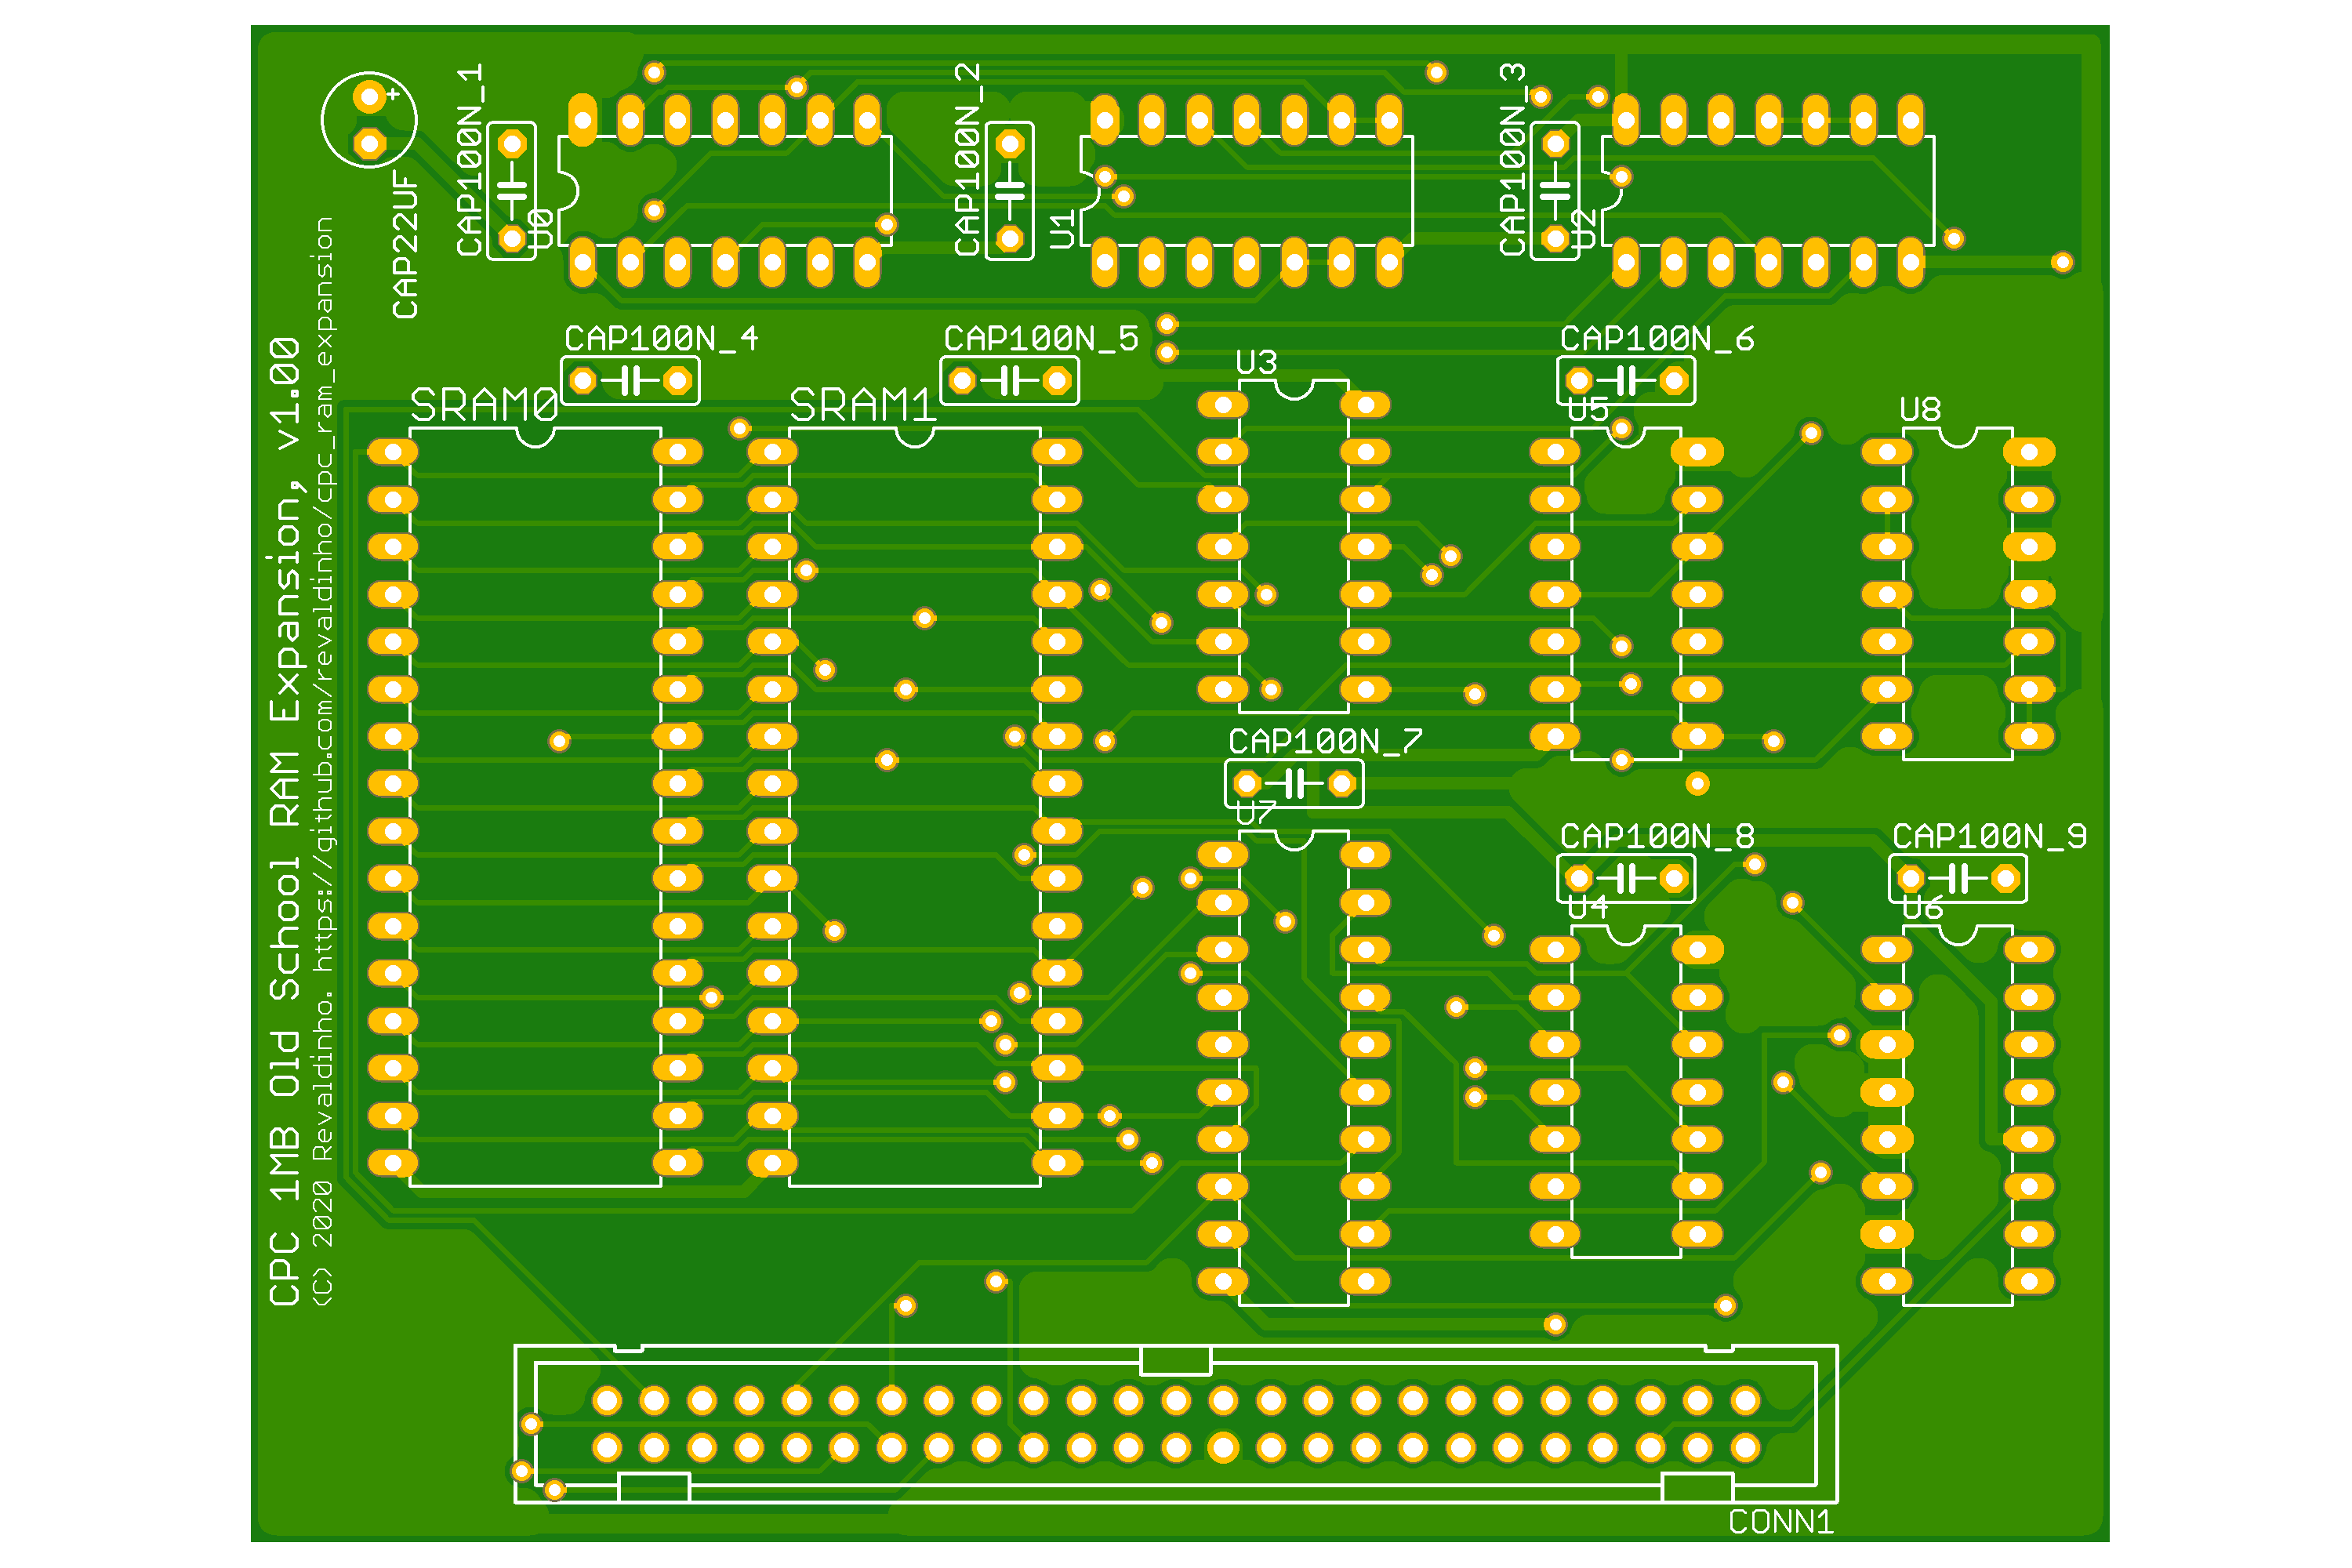 CPC 1MB Old School RAM Expansion, v1.00
(C) 2020 Revaldinho. https://github.com/revaldinho/cpc_ram_expansion
+
CAP22UF
CAP100N_1
U0
CAP100N_2
U1
CAP100N_3
U2
CAP100N_4
SRAM0
CAP100N_5
SRAM1
U3
CAP100N_6
U5
U8
CAP100N_7
U7
CAP100N_8
U4
CAP100N_9
U6
CONN1